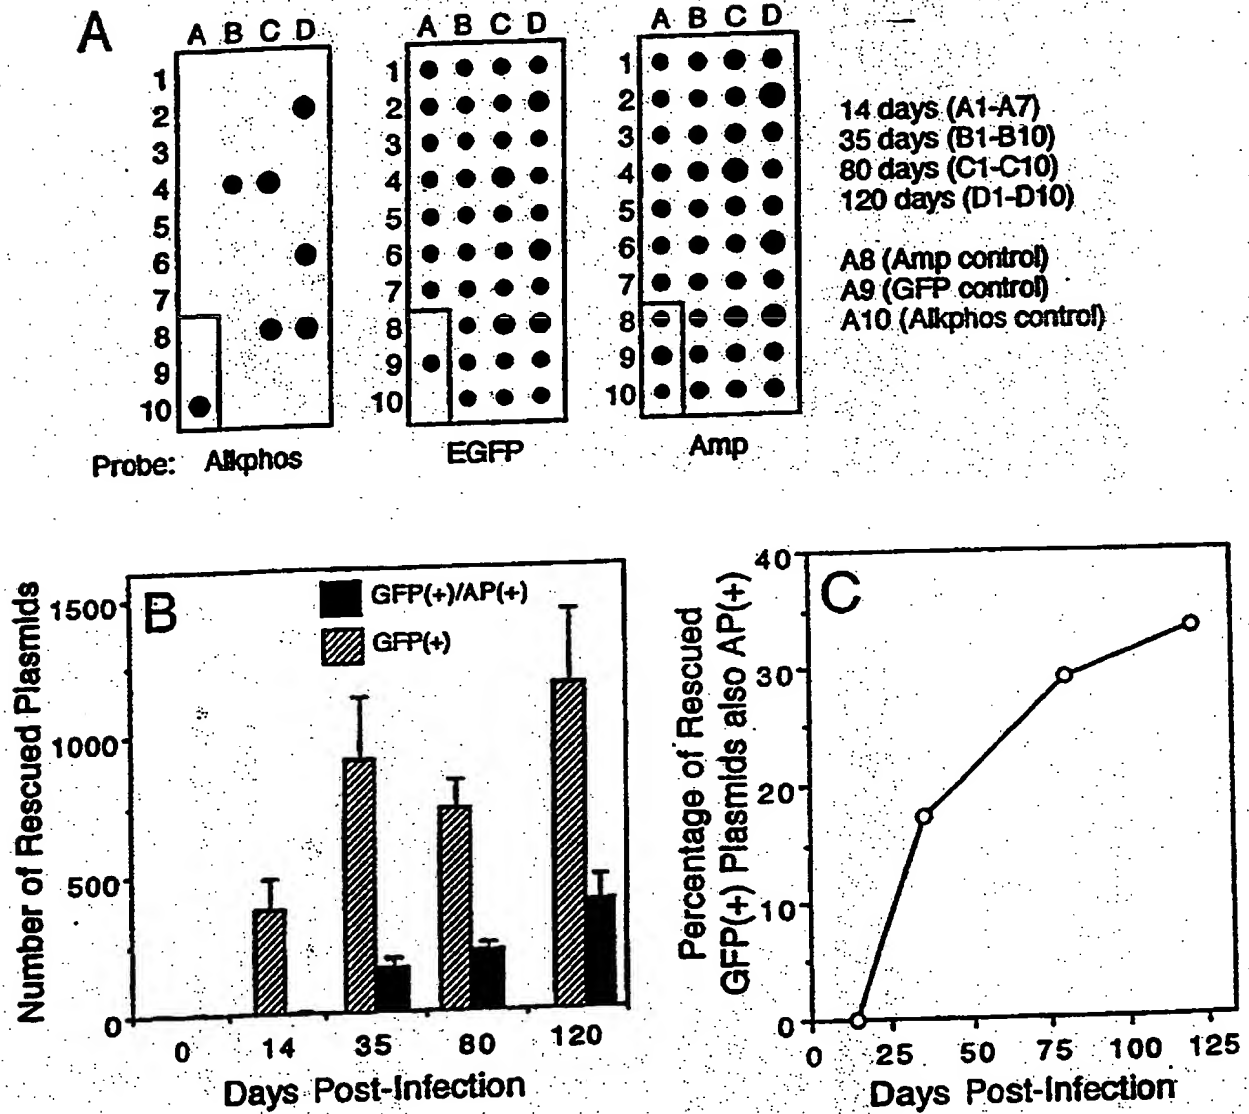 A
A B C D
1
2
3
4
5
6
7
8
9
10
Probe: Alkphos
A B C D
1
2
3
4
5
6
7
8
9
10
EGFP
A B C D
1
2
3
4
5
6
7
8
9
10
Amp
14 days (A1-A7)
35 days (B1-B10)
80 days (C1-C10)
120 days (D1-D10)
A8 (Amp control)
A9 (GFP control)
A10 (Alkphos control)
B
GFP(+)/AP(+)
GFP(+)
Number of Rescued Plasmids
1500
1000
500
0
0 14 35 80 120
Days Post-Infection
C
Percentage of Rescued
GFP(+) Plasmids also AP(+)
40
30
20
10
0
0 25 50 75 100 125
Days Post-Infection